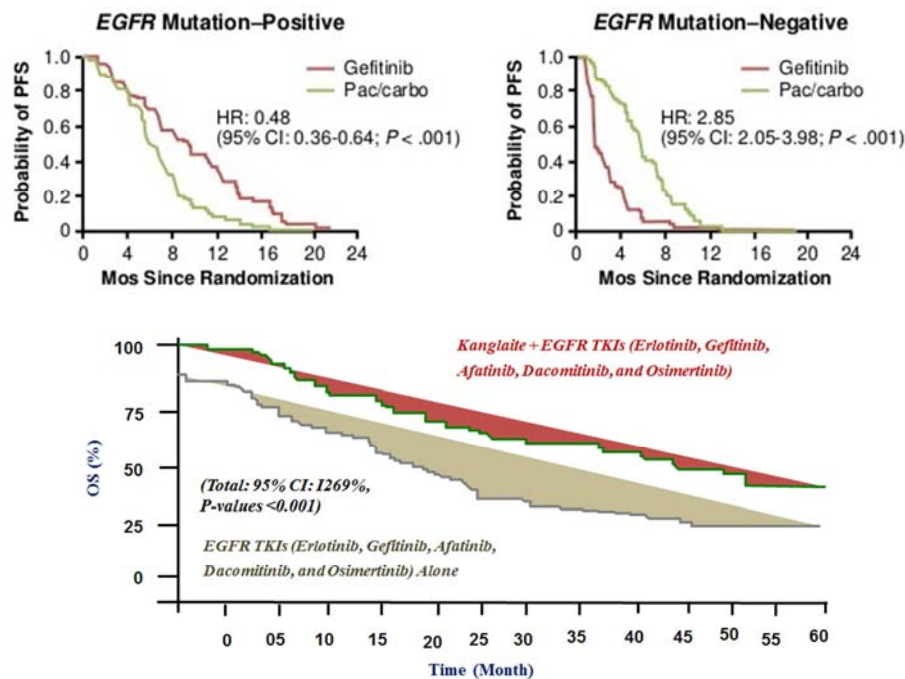 EGFR Mutation–Positive
Probability of PFS
1.0
0.8
0.6
0.4
0.2
0
Gefitinib
Pac/carbo
HR: 0.48
(95% CI: 0.36-0.64; P < .001)
0 4 8 12 16 20 24
Mos Since Randomization
EGFR Mutation–Negative
Probability of PFS
1.0
0.8
0.6
0.4
0.2
0
Gefitinib
Pac/carbo
HR: 2.85
(95% CI: 2.05-3.98; P < .001)
0 4 8 12 16 20 24
Mos Since Randomization
OS (%)
100
75
50
25
0
Kanglaite + EGFR TKIs (Erlotinib, Gefitinib,
Afatinib, Dacomitinib, and Osimertinib)
(Total: 95% CI: I269%,
P-values <0.001)
EGFR TKIs (Erlotinib, Gefitinib, Afatinib,
Dacomitinib, and Osimertinib) Alone
0 05 10 15 20 25 30 35 40 45 50 55 60
Time (Month)